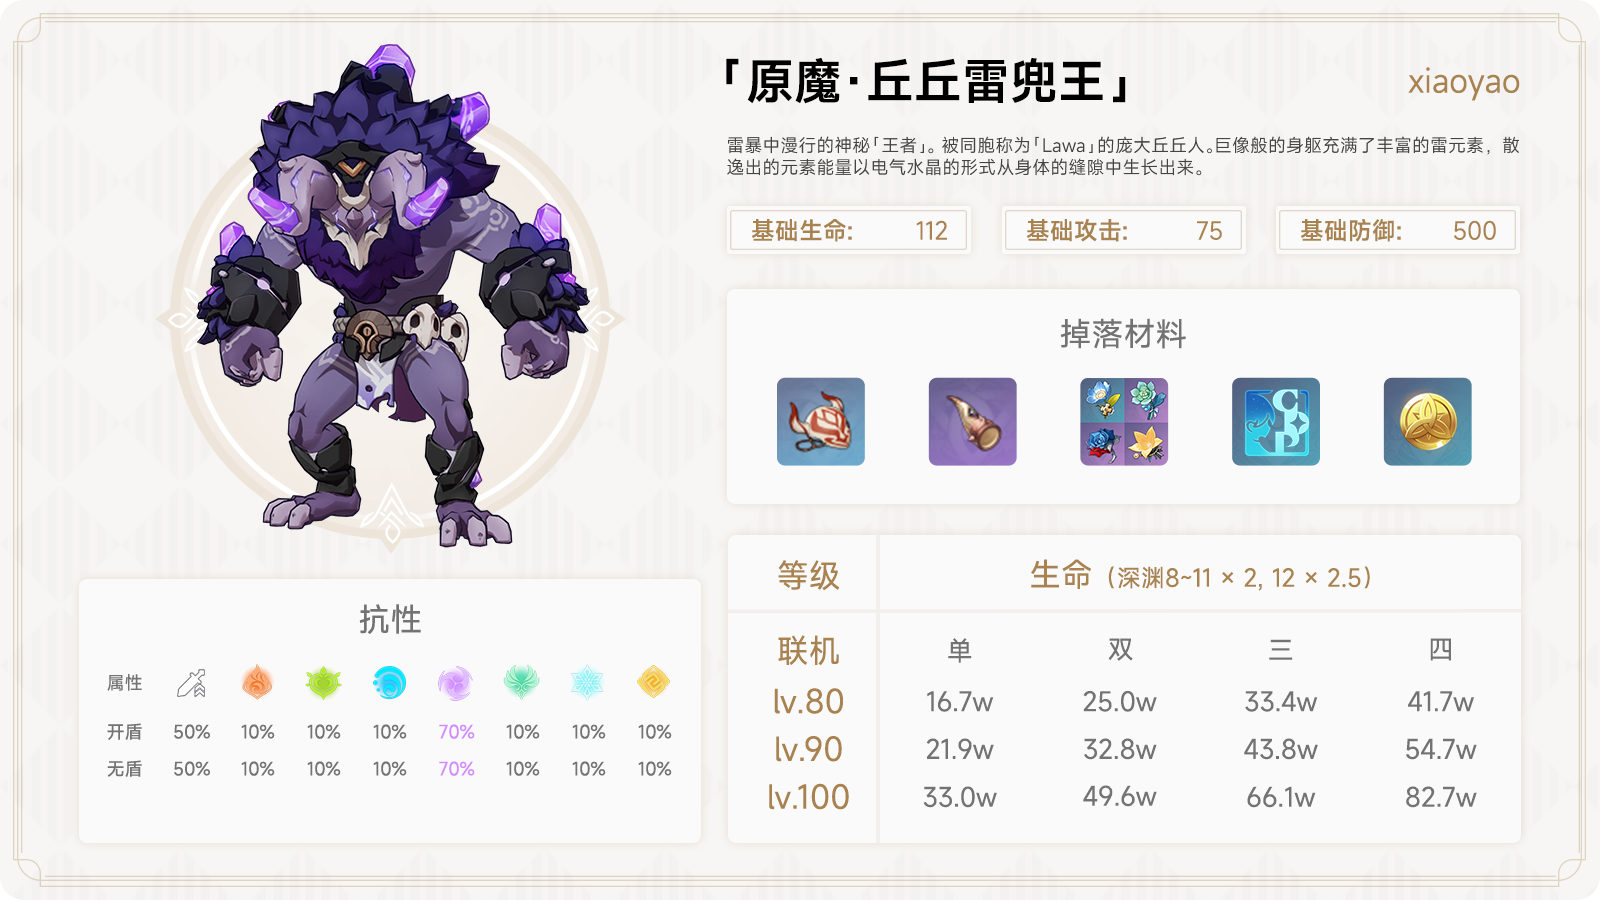 「原魔·丘丘雷兜王」
xiaoyao
雷暴中漫行的神秘「王者」。被同胞称为「Lawa」的庞大丘丘人。巨像般的身躯充满了丰富的雷元素，散
逸出的元素能量以电气水晶的形式从身体的缝隙中生长出来。
基础生命: 112
基础攻击: 75
基础防御: 500
掉落材料
COP
抗性
属性
开盾 50% 10% 10% 10% 70% 10% 10% 10%
无盾 50% 10% 10% 10% 70% 10% 10% 10%
等级 生命（深渊8~11 × 2, 12 × 2.5）
联机 单 双 三 四
lv.80 16.7w 25.0w 33.4w 41.7w
lv.90 21.9w 32.8w 43.8w 54.7w
lv.100 33.0w 49.6w 66.1w 82.7w